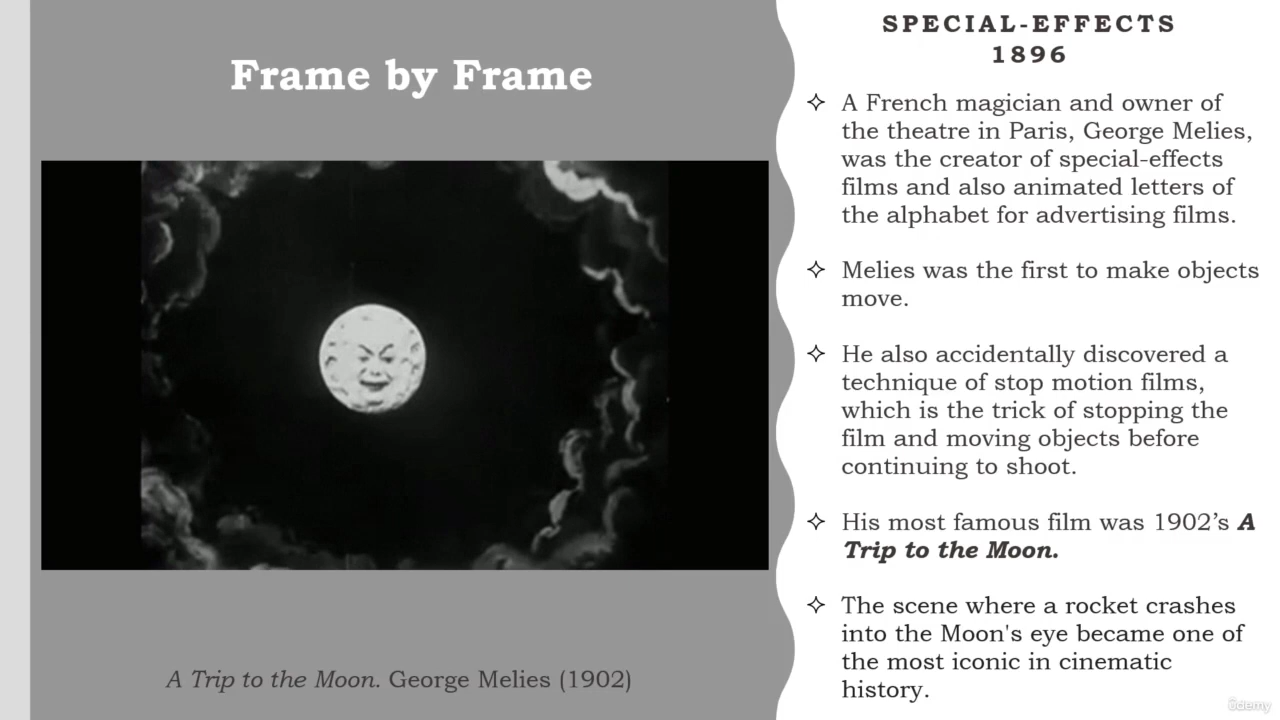 Frame by Frame
A Trip to the Moon. George Melies (1902)
SPECIAL-EFFECTS
1896
A French magician and owner of
the theatre in Paris, George Melies,
was the creator of special-effects
films and also animated letters of
the alphabet for advertising films.
Melies was the first to make objects
move.
He also accidentally discovered a
technique of stop motion films,
which is the trick of stopping the
film and moving objects before
continuing to shoot.
His most famous film was 1902’s A
Trip to the Moon.
The scene where a rocket crashes
into the Moon's eye became one of
the most iconic in cinematic
history.
ûdemy